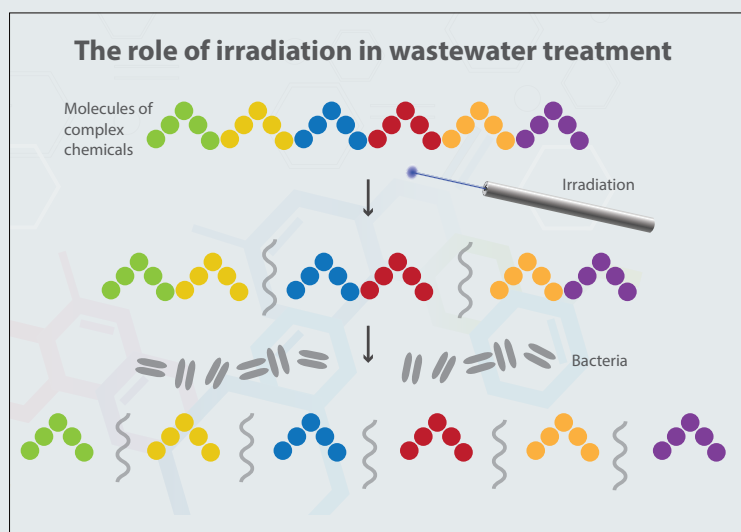 The role of irradiation in wastewater treatment
Molecules of
complex
chemicals
Irradiation
Bacteria